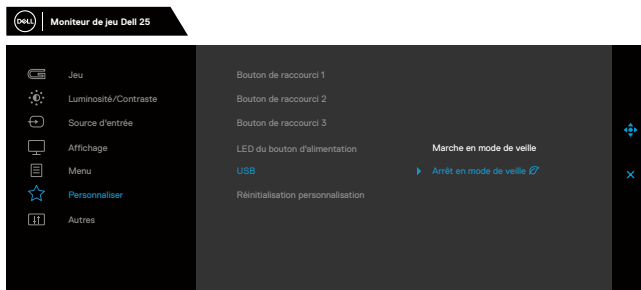 DELL
Moniteur de jeu Dell 25
Jeu
Luminosité/Contraste
Source d'entrée
Affichage
Menu
Personnaliser
Autres
Bouton de raccourci 1
Bouton de raccourci 2
Bouton de raccourci 3
LED du bouton d'alimentation
USB
Réinitialisation personnalisation
Marche en mode de veille
Arrêt en mode de veille